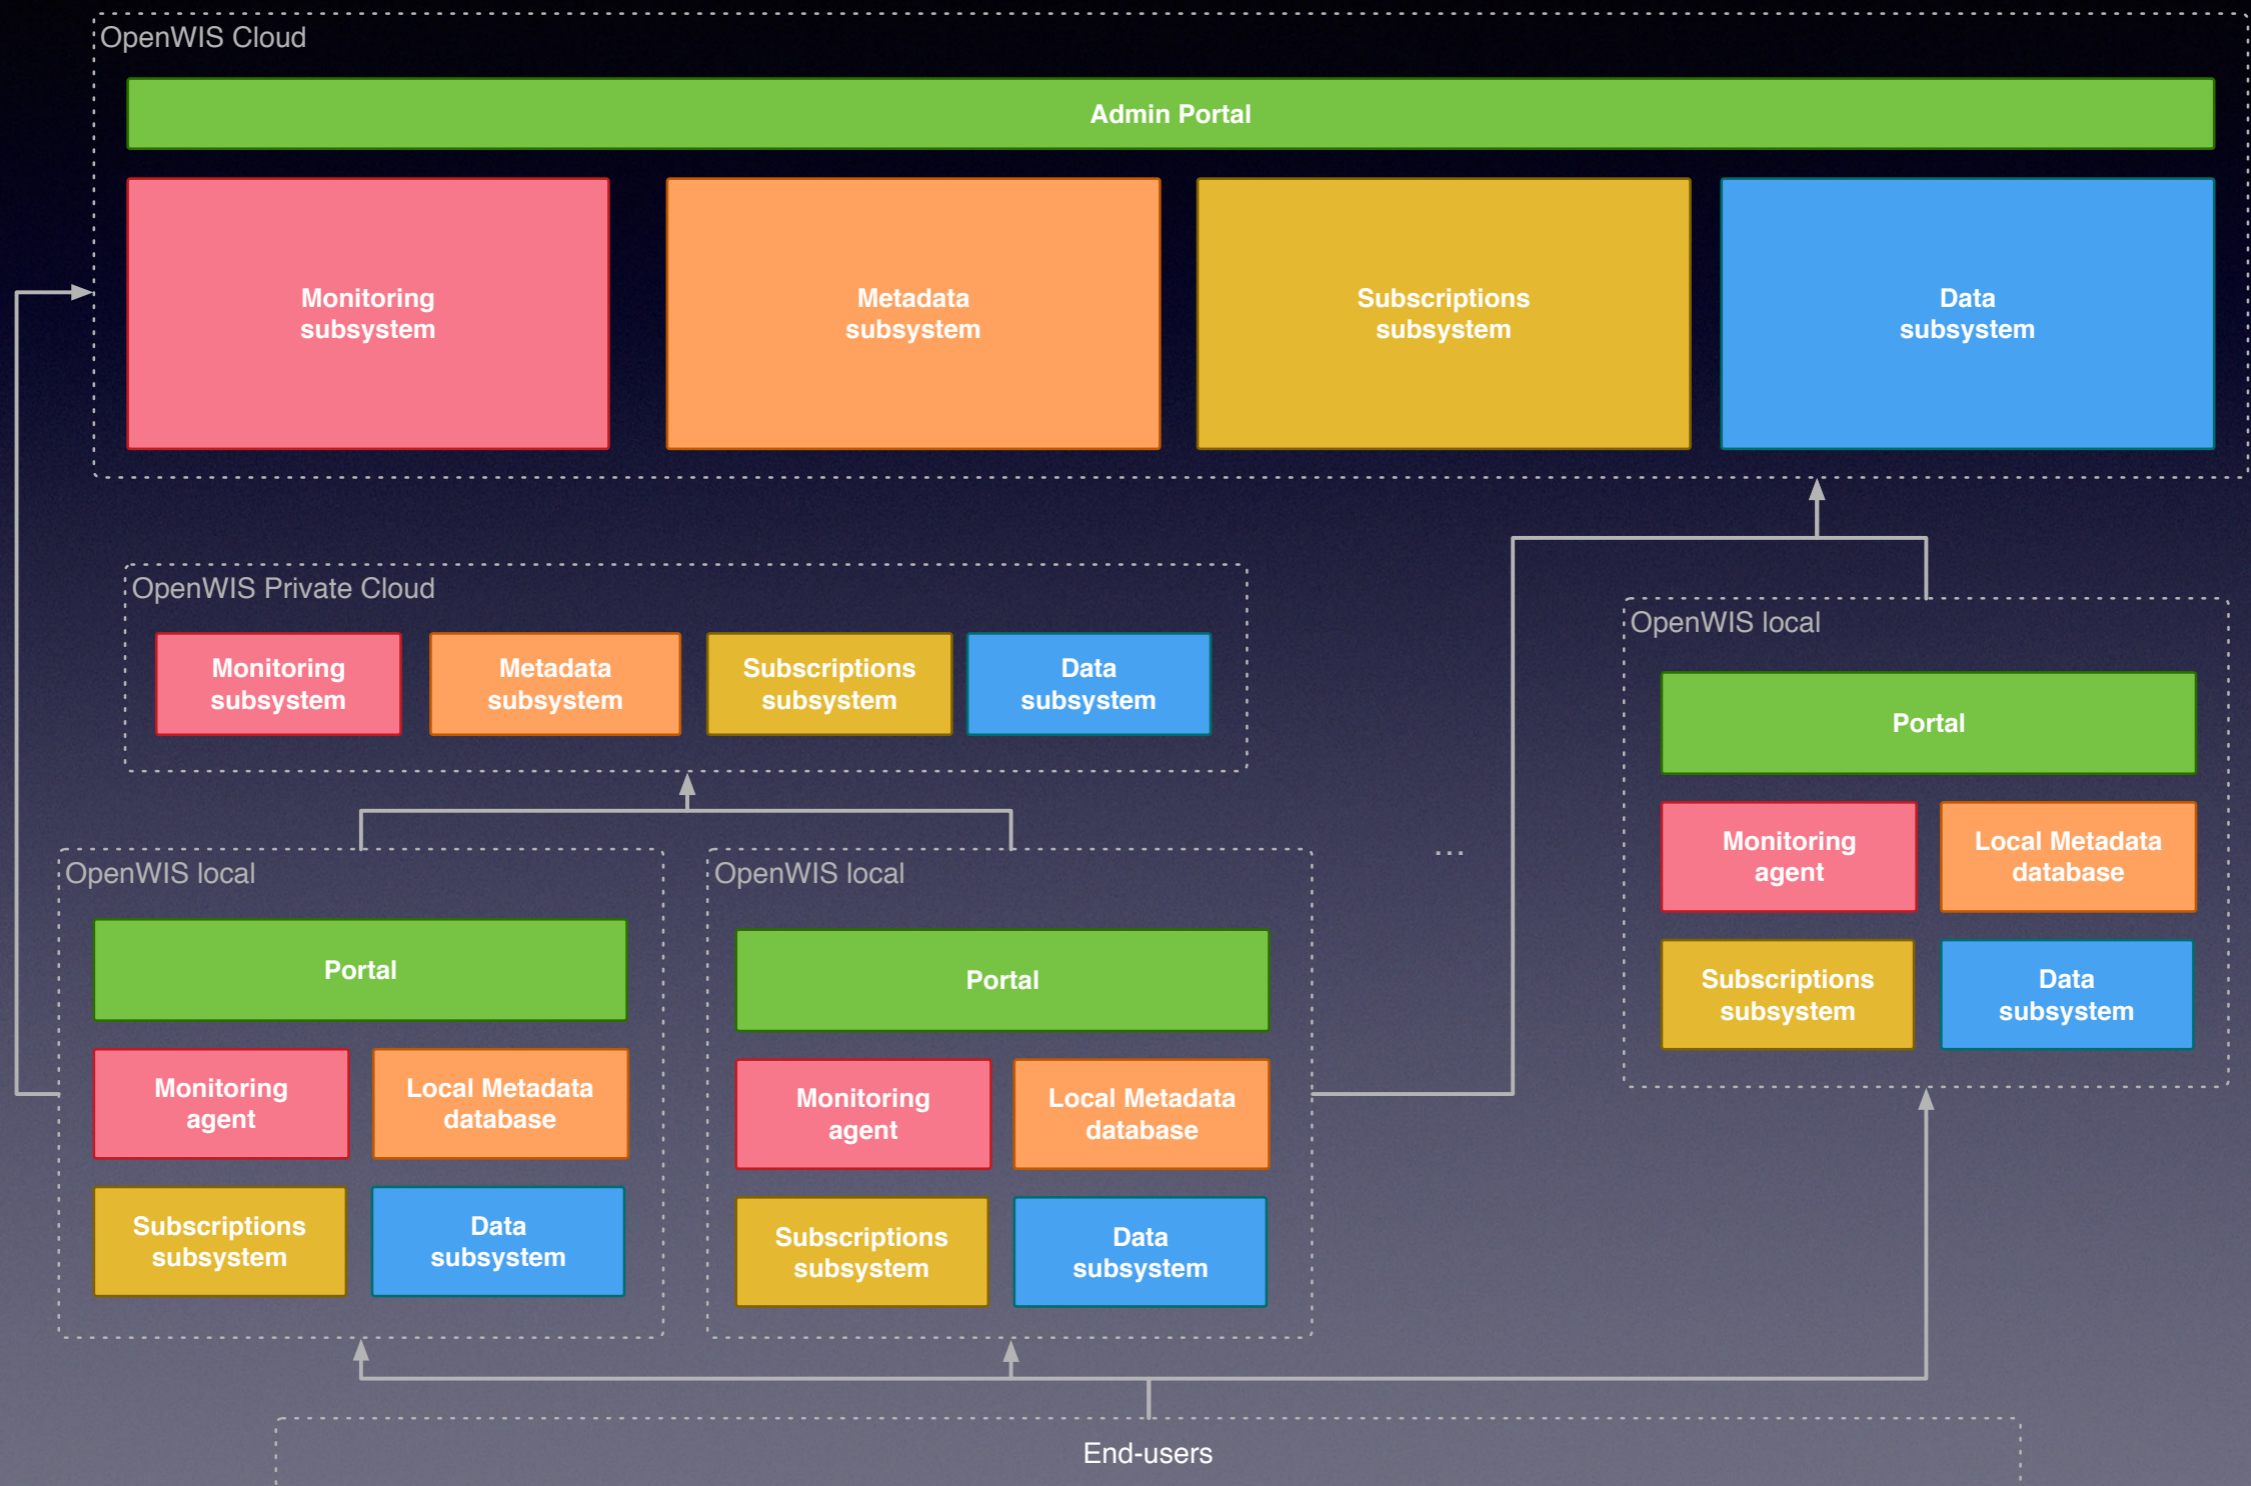 OpenWIS Cloud
Admin Portal
Monitoring
subsystem
Metadata
subsystem
Subscriptions
subsystem
Data
subsystem
OpenWIS Private Cloud
Monitoring
subsystem
Metadata
subsystem
Subscriptions
subsystem
Data
subsystem
OpenWIS local
Portal
Monitoring
agent
Local Metadata
database
Subscriptions
subsystem
Data
subsystem
OpenWIS local
Portal
Monitoring
agent
Local Metadata
database
Subscriptions
subsystem
Data
subsystem
...
OpenWIS local
Portal
Monitoring
agent
Local Metadata
database
Subscriptions
subsystem
Data
subsystem
End-users